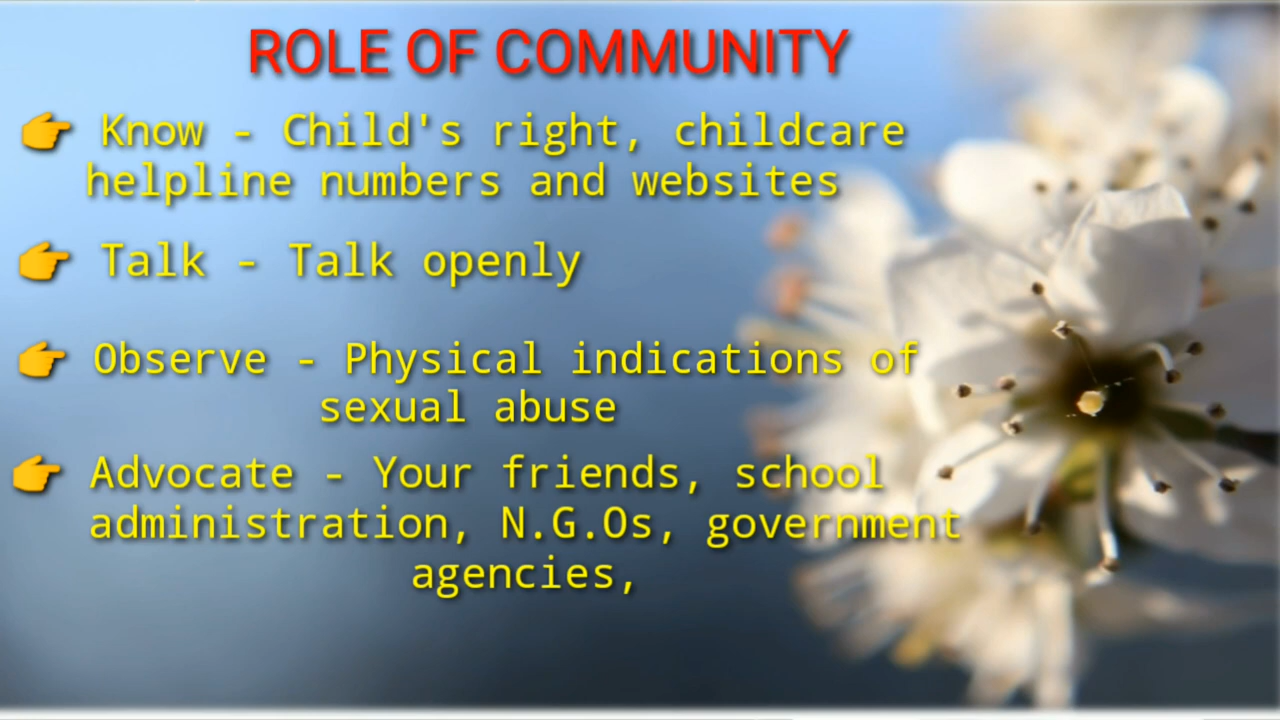 ROLE OF COMMUNITY
👉 Know - Child's right, childcare
helpline numbers and websites
👉 Talk - Talk openly
👉 Observe - Physical indications of
sexual abuse
👉 Advocate - Your friends, school
administration, N.G.Os, government
agencies,